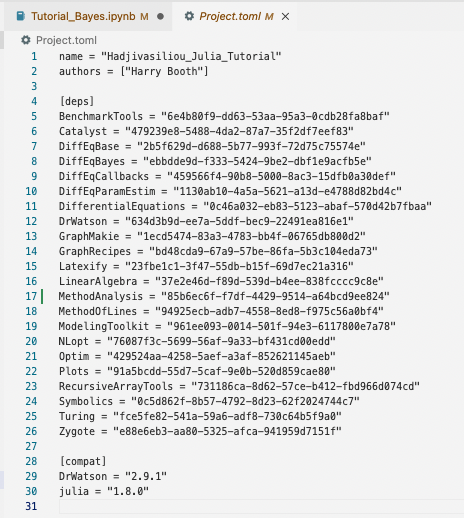 Tutorial_Bayes.ipynb M
Project.toml M
Project.toml
1 name = "Hadjivasiliou_Julia_Tutorial"
2 authors = ["Harry Booth"]
3
4 [deps]
5 BenchmarkTools = "6e4b80f9-dd63-53aa-95a3-0cdb28fa8baf"
6 Catalyst = "479239e8-5488-4da2-87a7-35f2df7eef83"
7 DiffEqBase = "2b5f629d-d688-5b77-993f-72d75c75574e"
8 DiffEqBayes = "ebbdde9d-f333-5424-9be2-dbf1e9acfb5e"
9 DiffEqCallbacks = "459566f4-90b8-5000-8ac3-15dfb0a30def"
10 DiffEqParamEstim = "1130ab10-4a5a-5621-a13d-e4788d82bd4c"
11 DifferentialEquations = "0c46a032-eb83-5123-abaf-570d42b7fbaa"
12 DrWatson = "634d3b9d-ee7a-5ddf-bec9-22491ea816e1"
13 GraphMakie = "1ecd5474-83a3-4783-bb4f-06765db800d2"
14 GraphRecipes = "bd48cda9-67a9-57be-86fa-5b3c104eda73"
15 Latexify = "23fbe1c1-3f47-55db-b15f-69d7ec21a316"
16 LinearAlgebra = "37e2e46d-f89d-539d-b4ee-838fcccc9c8e"
17 MethodAnalysis = "85b6ec6f-f7df-4429-9514-a64bcd9ee824"
18 MethodOfLines = "94925ecb-adb7-4558-8ed8-f975c56a0bf4"
19 ModelingToolkit = "961ee093-0014-501f-94e3-6117800e7a78"
20 NLopt = "76087f3c-5699-56af-9a33-bf431cd00edd"
21 Optim = "429524aa-4258-5aef-a3af-852621145aeb"
22 Plots = "91a5bcdd-55d7-5caf-9e0b-520d859cae80"
23 RecursiveArrayTools = "731186ca-8d62-57ce-b412-fbd966d074cd"
24 Symbolics = "0c5d862f-8b57-4792-8d23-62f2024744c7"
25 Turing = "fce5fe82-541a-59a6-adf8-730c64b5f9a0"
26 Zygote = "e88e6eb3-aa80-5325-afca-941959d7151f"
27
28 [compat]
29 DrWatson = "2.9.1"
30 julia = "1.8.0"
31